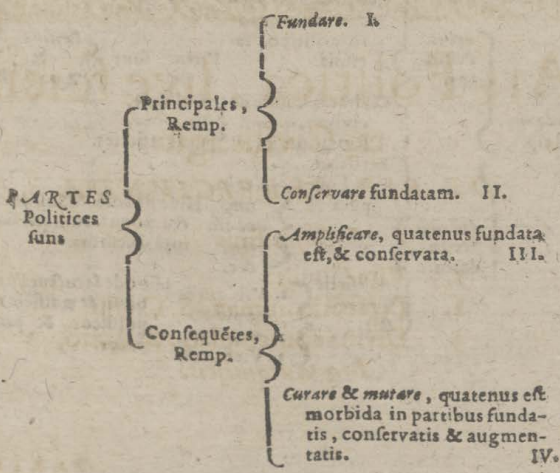 PARTES
Politices
sunt
Principales,
Remp.
Fundare. I.
Conſervare fundatam. II.
Conſequētes,
Remp.
Amplificare, quatenus fundata
eſt, & conſervata. III.
Curare & mutare, quatenus eſt
morbida in partibus funda-
tis, conſervatis & augmen-
tatis. IV.